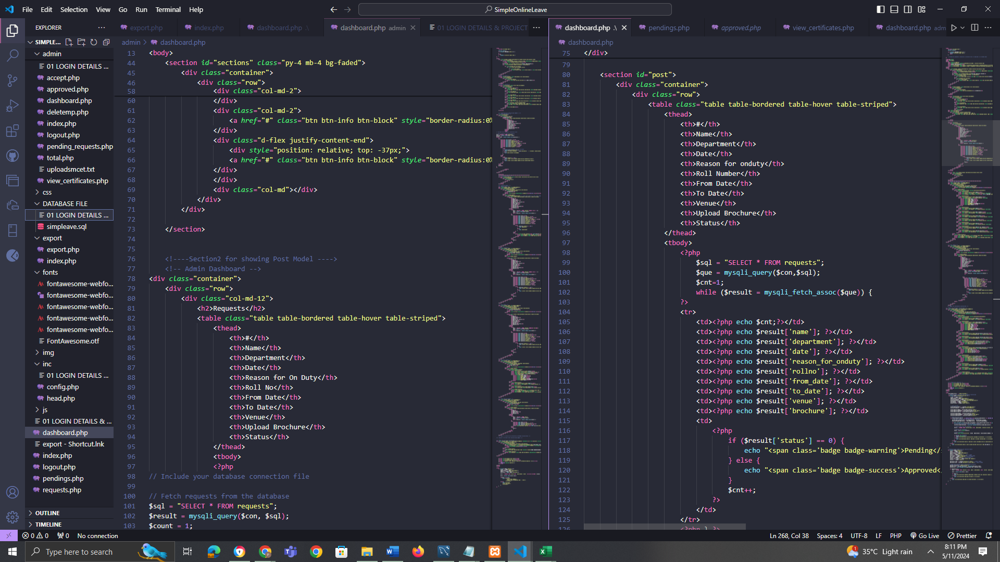 File Edit Selection View Go Run Terminal Help
SimpleOnlineLeave
EXPLORER
SIMPLE...
admin
01 LOGIN DETAILS ...
accept.php
approved.php
dashboard.php
deletemp.php
index.php
logout.php
pending_requests.php
total.php
uploadsmcet.txt
view_certificates.php
css
DATABASE FILE
01 LOGIN DETAILS ...
simpleave.sql
export
export.php
index.php
fonts
fontawesome-webfo...
fontawesome-webfo...
fontawesome-webfo...
fontawesome-webfo...
fontawesome-webfo...
FontAwesome.otf
img
inc
01 LOGIN DETAILS ...
config.php
head.php
js
01 LOGIN DETAILS & ...
dashboard.php
export - Shortcut.lnk
index.php
logout.php
pendings.php
requests.php
OUTLINE
TIMELINE
export.php index.php dashboard.php .\ dashboard.php admin 01 LOGIN DETAILS & PROJECT
admin > dashboard.php
13 <body>
44 <section id="sections" class="py-4 mb-4 bg-faded">
45 <div class="container">
46 <div class="row">
58 <div class="col-md-2">
60 </div>
61 <div class="col-md-2">
62 <a href="#" class="btn btn-info btn-block" style="border-radius:0%
63 </div>
64 <div class="d-flex justify-content-end">
65 <div style="position: relative; top: -37px;">
66 <a href="#" class="btn btn-info btn-block" style="border-radius:0%
67 </div>
68 </div>
69 <div class="col-md"></div>
70 </div>
71 </div>
72
73 </section>
74
75
76 <!----Section2 for showing Post Model ---->
77 <!-- Admin Dashboard -->
78 <div class="container">
79 <div class="row">
80 <div class="col-md-12">
81 <h2>Requests</h2>
82 <table class="table table-bordered table-hover table-striped">
83 <thead>
84 <th>#</th>
85 <th>Name</th>
86 <th>Department</th>
87 <th>Date</th>
88 <th>Reason for On Duty</th>
89 <th>Roll No</th>
90 <th>From Date</th>
91 <th>To Date</th>
92 <th>Venue</th>
93 <th>Upload Brochure</th>
94 <th>Status</th>
95 </thead>
96 <tbody>
97 <?php
98 // Include your database connection file
99
100 // Fetch requests from the database
101 $sql = "SELECT * FROM requests";
102 $result = mysqli_query($con, $sql);
103 $count = 1;
dashboard.php .\ pendings.php approved.php view_certificates.php dashboard.php adm
dashboard.php
75 </div>
79
80 <section id="post">
81 <div class="container">
82 <div class="row">
83 <table class="table table-bordered table-hover table-striped">
84 <thead>
85 <th>#</th>
86 <th>Name</th>
87 <th>Department</th>
88 <th>Date</th>
89 <th>Reason for onduty</th>
90 <th>Roll Number</th>
91 <th>From Date</th>
92 <th>To Date</th>
93 <th>Venue</th>
94 <th>Upload Brochure</th>
95 <th>Status</th>
96 </thead>
97 <tbody>
98 <?php
99 $sql = "SELECT * FROM requests";
100 $que = mysqli_query($con,$sql);
101 $cnt=1;
102 while ($result = mysqli_fetch_assoc($que)) {
103 ?>
104 <tr>
105 <td><?php echo $cnt;?></td>
106 <td><?php echo $result['name']; ?></td>
107 <td><?php echo $result['department']; ?></td>
108 <td><?php echo $result['date']; ?></td>
109 <td><?php echo $result['reason_for_onduty']; ?></td>
110 <td><?php echo $result['rollno']; ?></td>
111 <td><?php echo $result['from_date']; ?></td>
112 <td><?php echo $result['to_date']; ?></td>
113 <td><?php echo $result['venue']; ?></td>
114 <td><?php echo $result['brochure']; ?></td>
115 <td>
116 <?php
117 if ($result['status'] == 0) {
118 echo "<span class='badge badge-warning'>Pending</s
119 } else {
120 echo "<span class='badge badge-success'>Approved<
121 }
122 $cnt++;
123 ?>
124 </td>
125 </tr>
126 <?php } ?>
0 0 0 No connection
Ln 268, Col 38 Spaces: 4 UTF-8 LF PHP Go Live Prettier
Type here to search
1 35°C Light rain
8:11 PM
5/11/2024